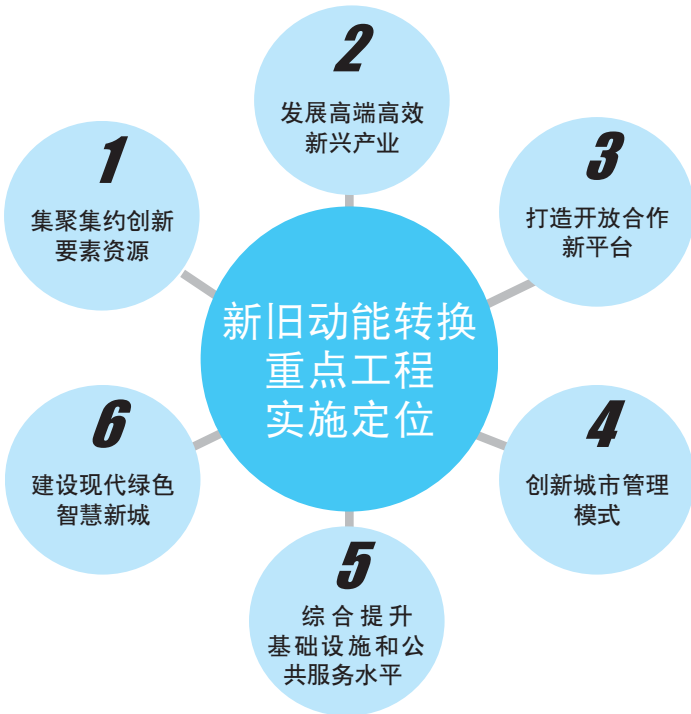 新旧动能转换
重点工程
实施定位
1
集聚集约创新
要素资源
2
发展高端高效
新兴产业
3
打造开放合作
新平台
4
创新城市管理
模式
5
综合提升
基础设施和公
共服务水平
6
建设现代绿色
智慧新城